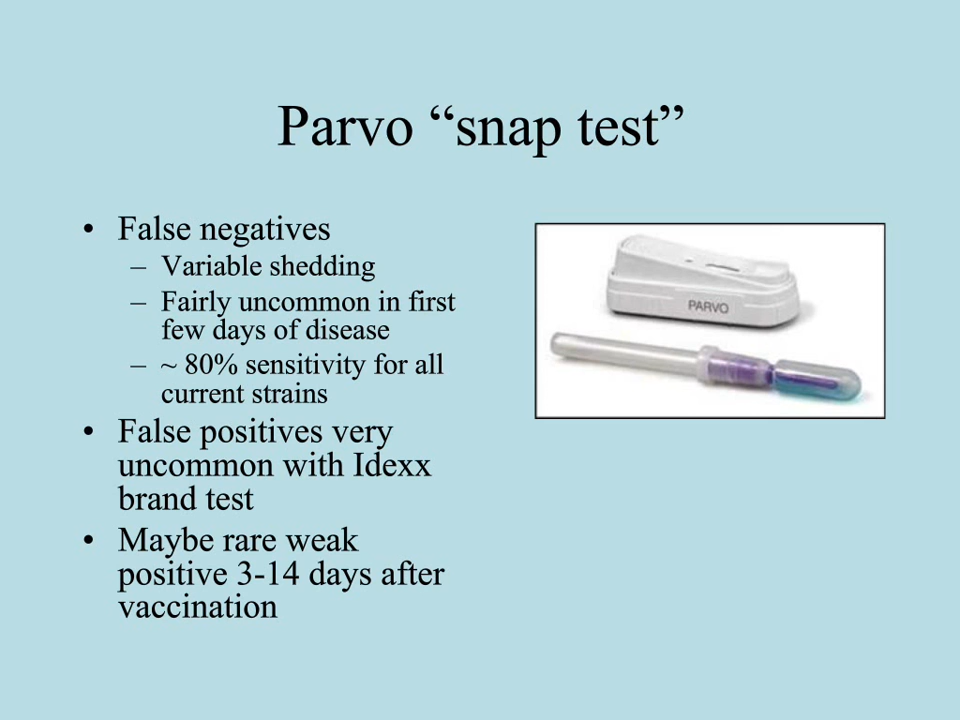 Parvo “snap test”
• False negatives
– Variable shedding
– Fairly uncommon in first
few days of disease
– ~ 80% sensitivity for all
current strains
• False positives very
uncommon with Idexx
brand test
• Maybe rare weak
positive 3-14 days after
vaccination
PARVO